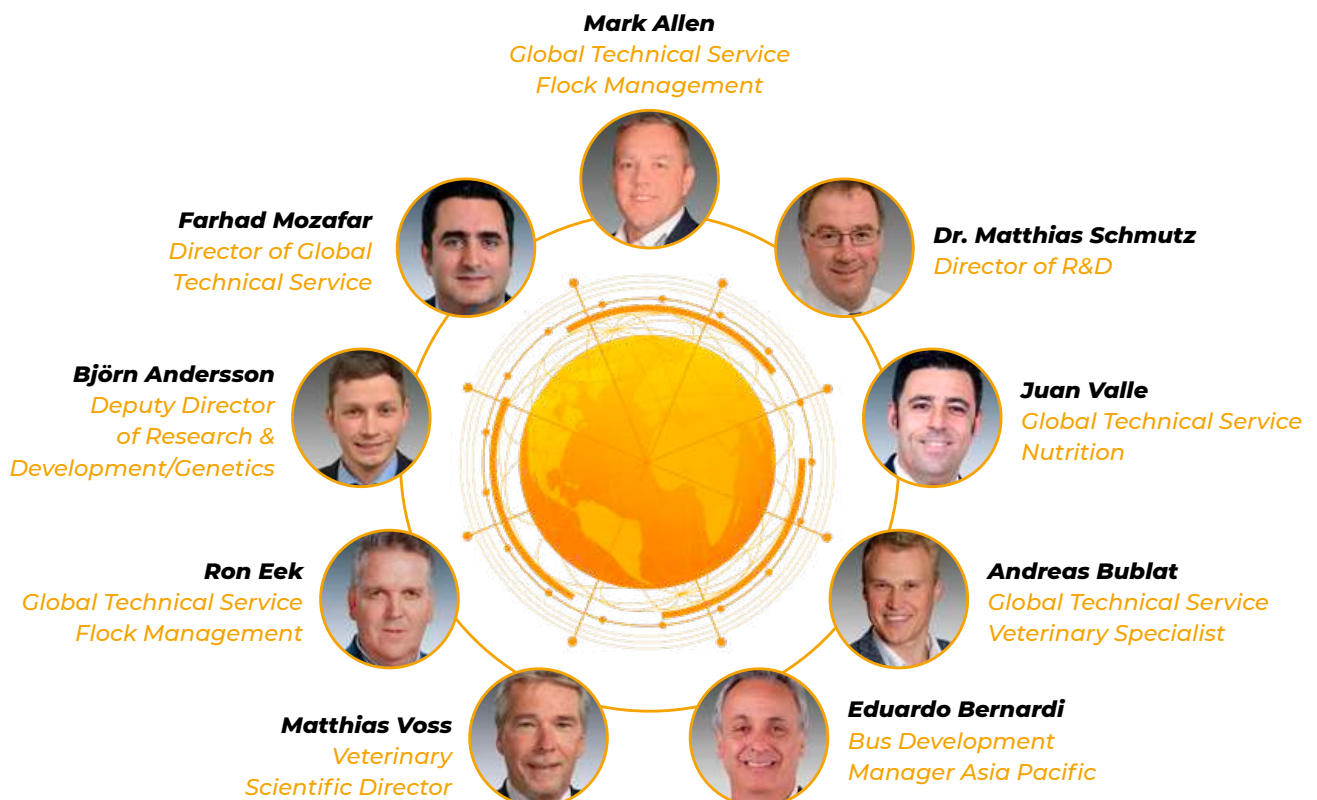 Mark Allen
Global Technical Service
Flock Management
Farhad Mozafar
Director of Global
Technical Service
Dr. Matthias Schmutz
Director of R&D
Björn Andersson
Deputy Director
of Research &
Development/Genetics
Juan Valle
Global Technical Service
Nutrition
Ron Eek
Global Technical Service
Flock Management
Andreas Bublat
Global Technical Service
Veterinary Specialist
Matthias Voss
Veterinary
Scientific Director
Eduardo Bernardi
Bus Development
Manager Asia Pacific